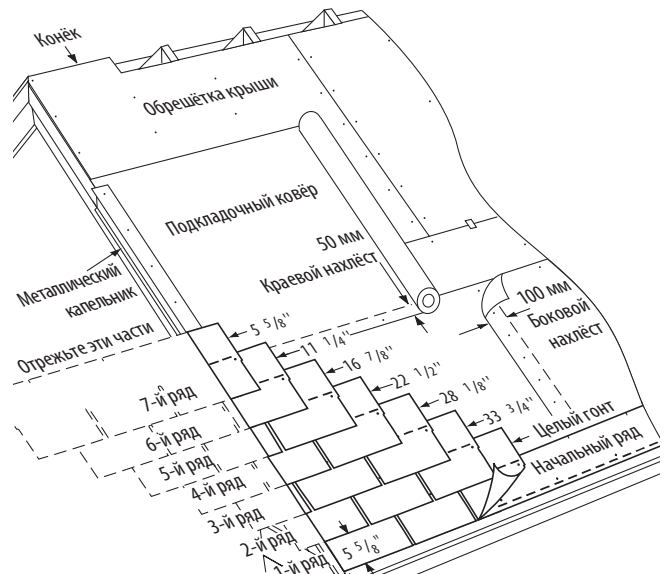 Конёк
Обрешётка крыши
Подкладочный ковёр
50 мм
Краевой нахлёст
100 мм
Боковой
нахлёст
Металлический
капельник
Отрежьте эти части
5 5/8"
11 1/4"
16 7/8"
22 1/2"
28 1/8"
33 3/4"
Целый гонт
Начальный ряд
7-й ряд
6-й ряд
5-й ряд
4-й ряд
3-й ряд
2-й ряд
1-й ряд
5 5/8"